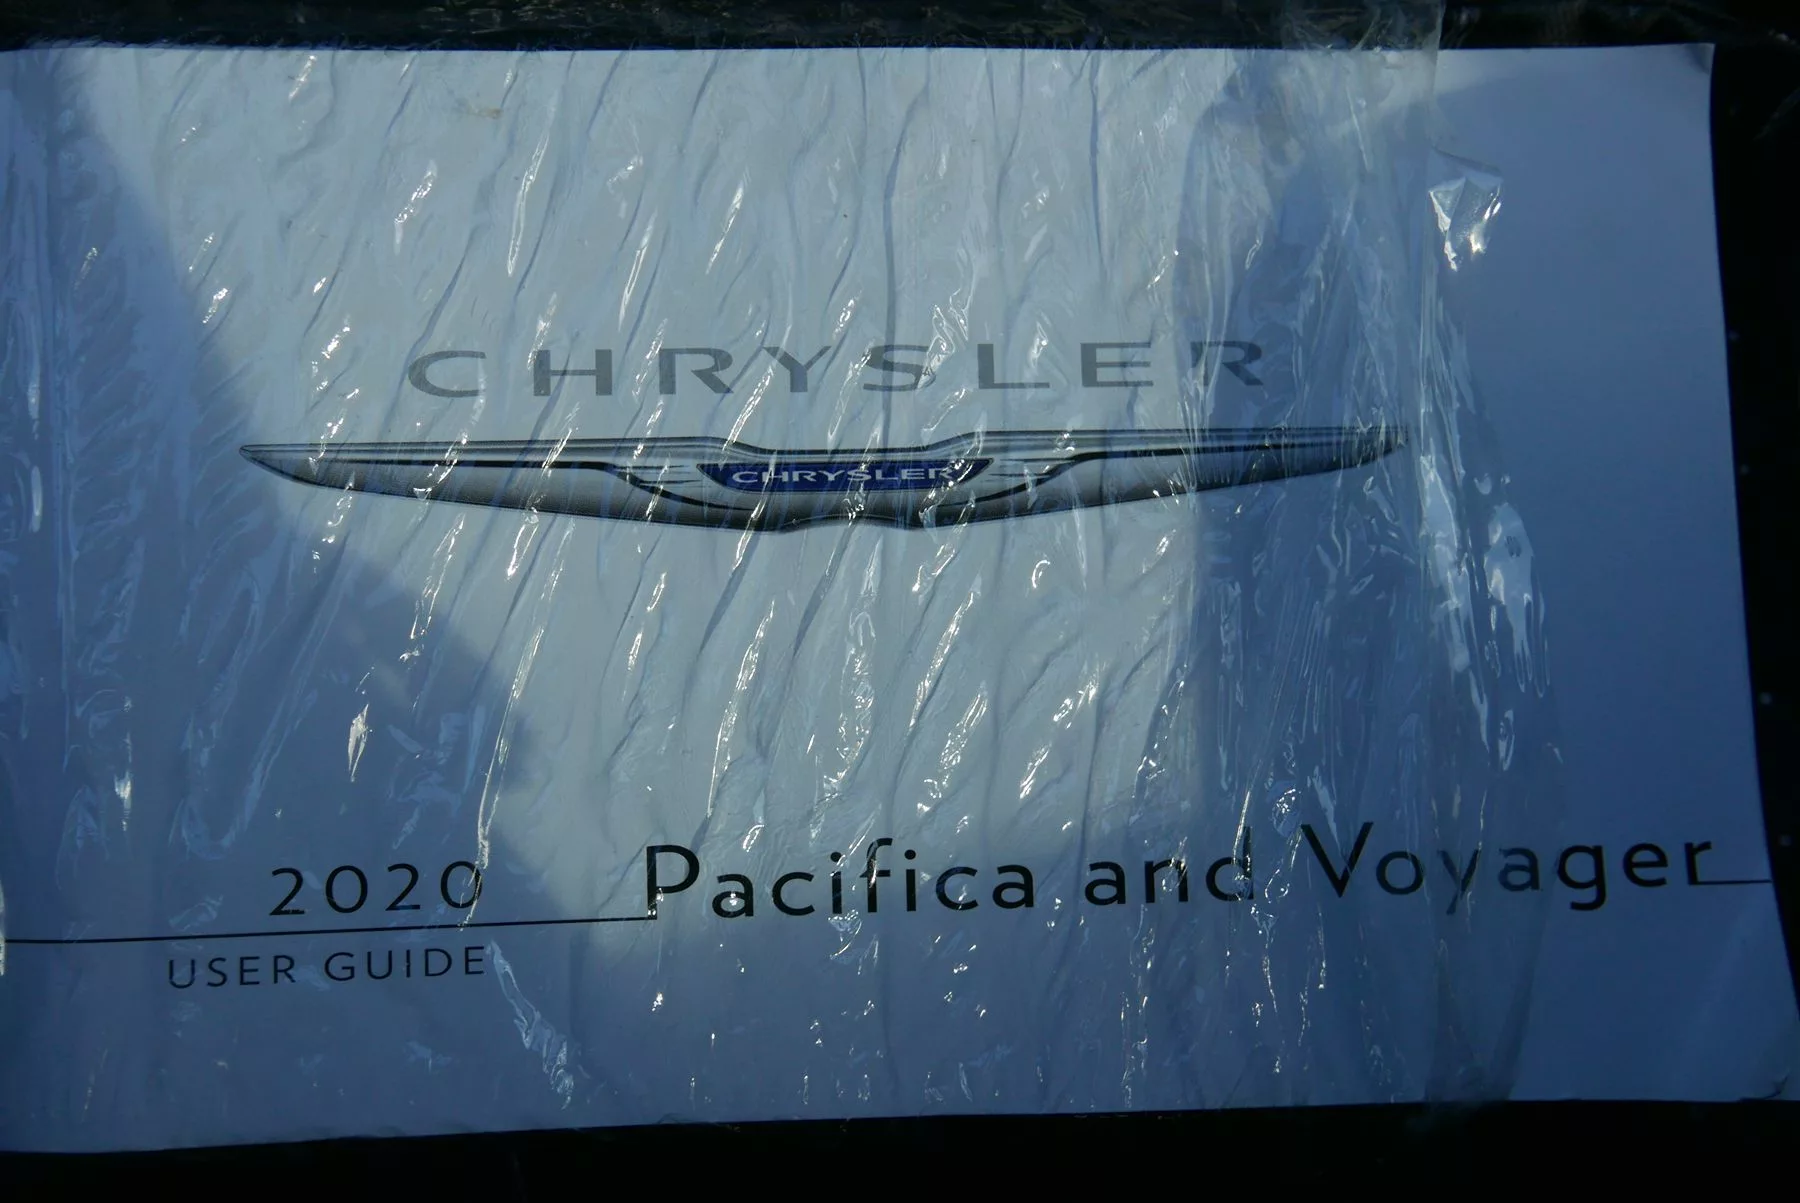 CHRYSLER
CHRYSLER
2020 Pacifica and Voyager
USER GUIDE